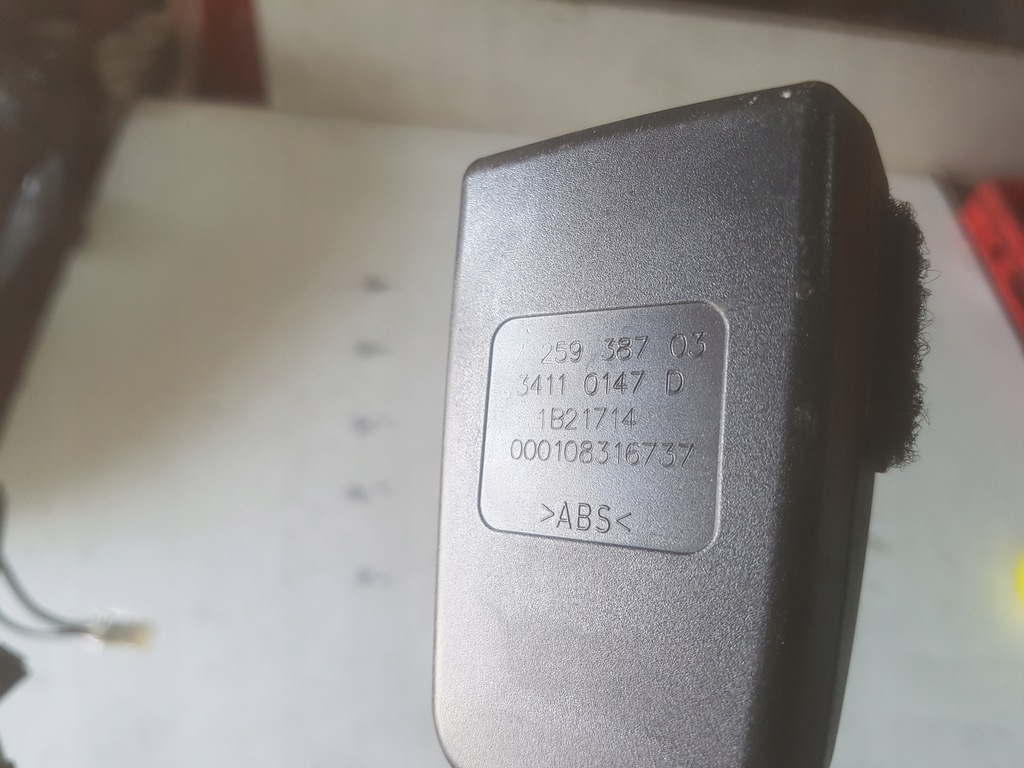 259 387 03
3411 0147 D
1B21714
000108316737
>ABS<